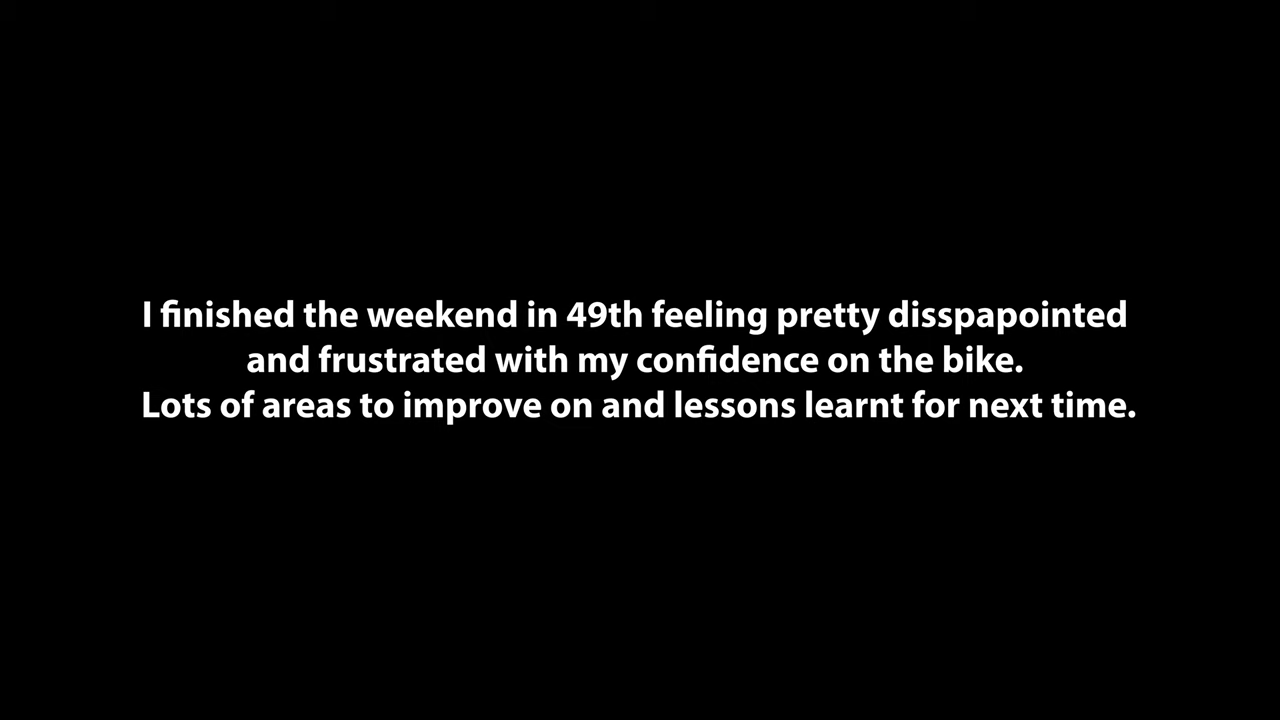 I finished the weekend in 49th feeling pretty disspapointed
and frustrated with my confidence on the bike.
Lots of areas to improve on and lessons learnt for next time.